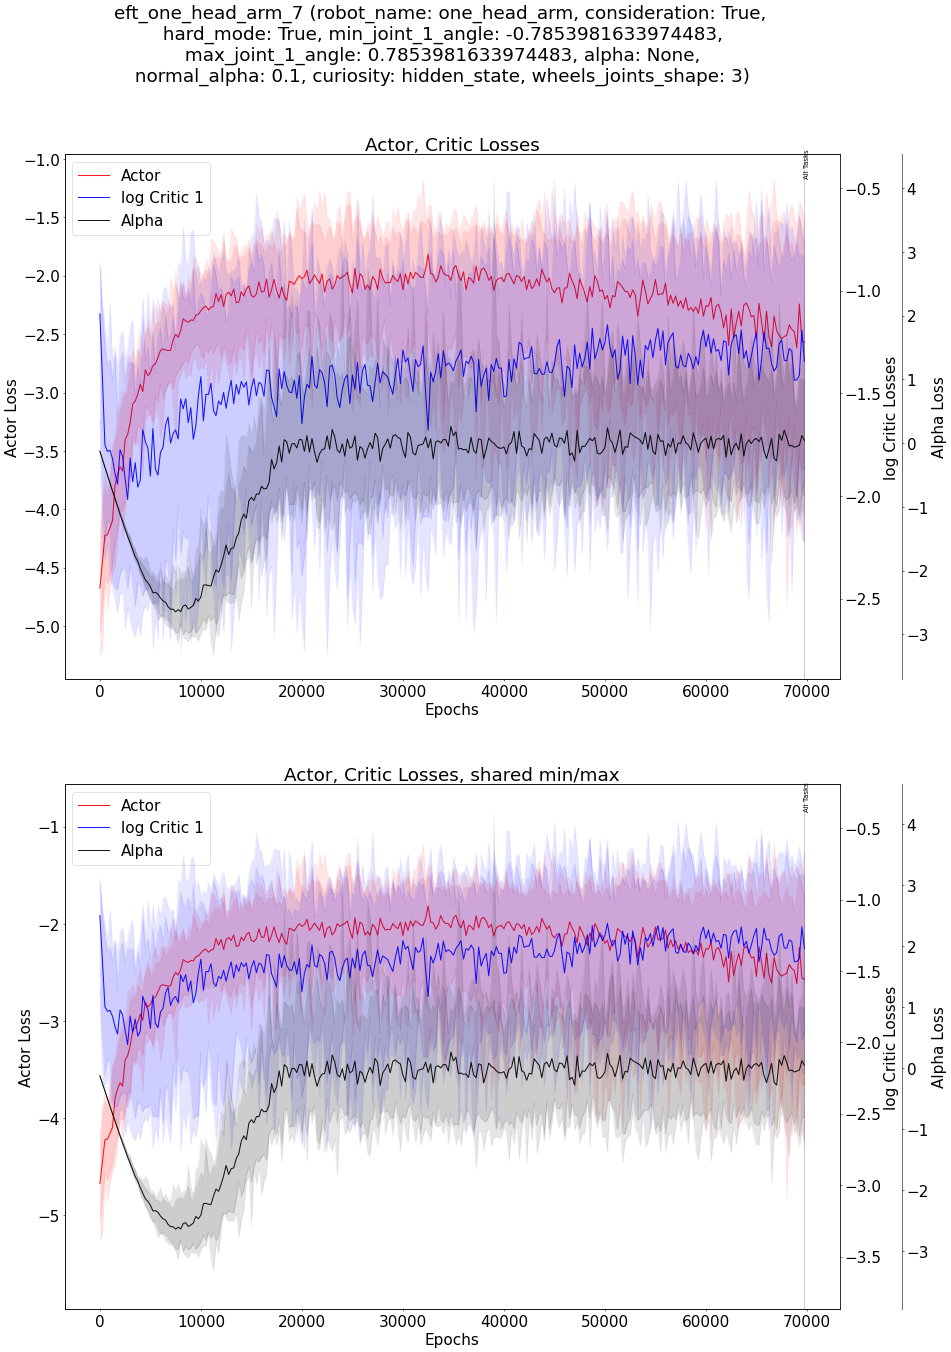 eft_one_head_arm_7 (robot_name: one_head_arm, consideration: True,
hard_mode: True, min_joint_1_angle: -0.7853981633974483,
max_joint_1_angle: 0.7853981633974483, alpha: None,
normal_alpha: 0.1, curiosity: hidden_state, wheels_joints_shape: 3)
Actor, Critic Losses
Actor
log Critic 1
Alpha
All Tasks
−1.0
−1.5
−2.0
−2.5
−3.0
−3.5
−4.0
−4.5
−5.0
Actor Loss
−0.5
−1.0
−1.5
−2.0
−2.5
log Critic Losses
4
3
2
1
0
−1
−2
−3
Alpha Loss
0 10000 20000 30000 40000 50000 60000 70000
Epochs
Actor, Critic Losses, shared min/max
Actor
log Critic 1
Alpha
All Tasks
−1
−2
−3
−4
−5
Actor Loss
−0.5
−1.0
−1.5
−2.0
−2.5
−3.0
−3.5
log Critic Losses
4
3
2
1
0
−1
−2
−3
Alpha Loss
0 10000 20000 30000 40000 50000 60000 70000
Epochs